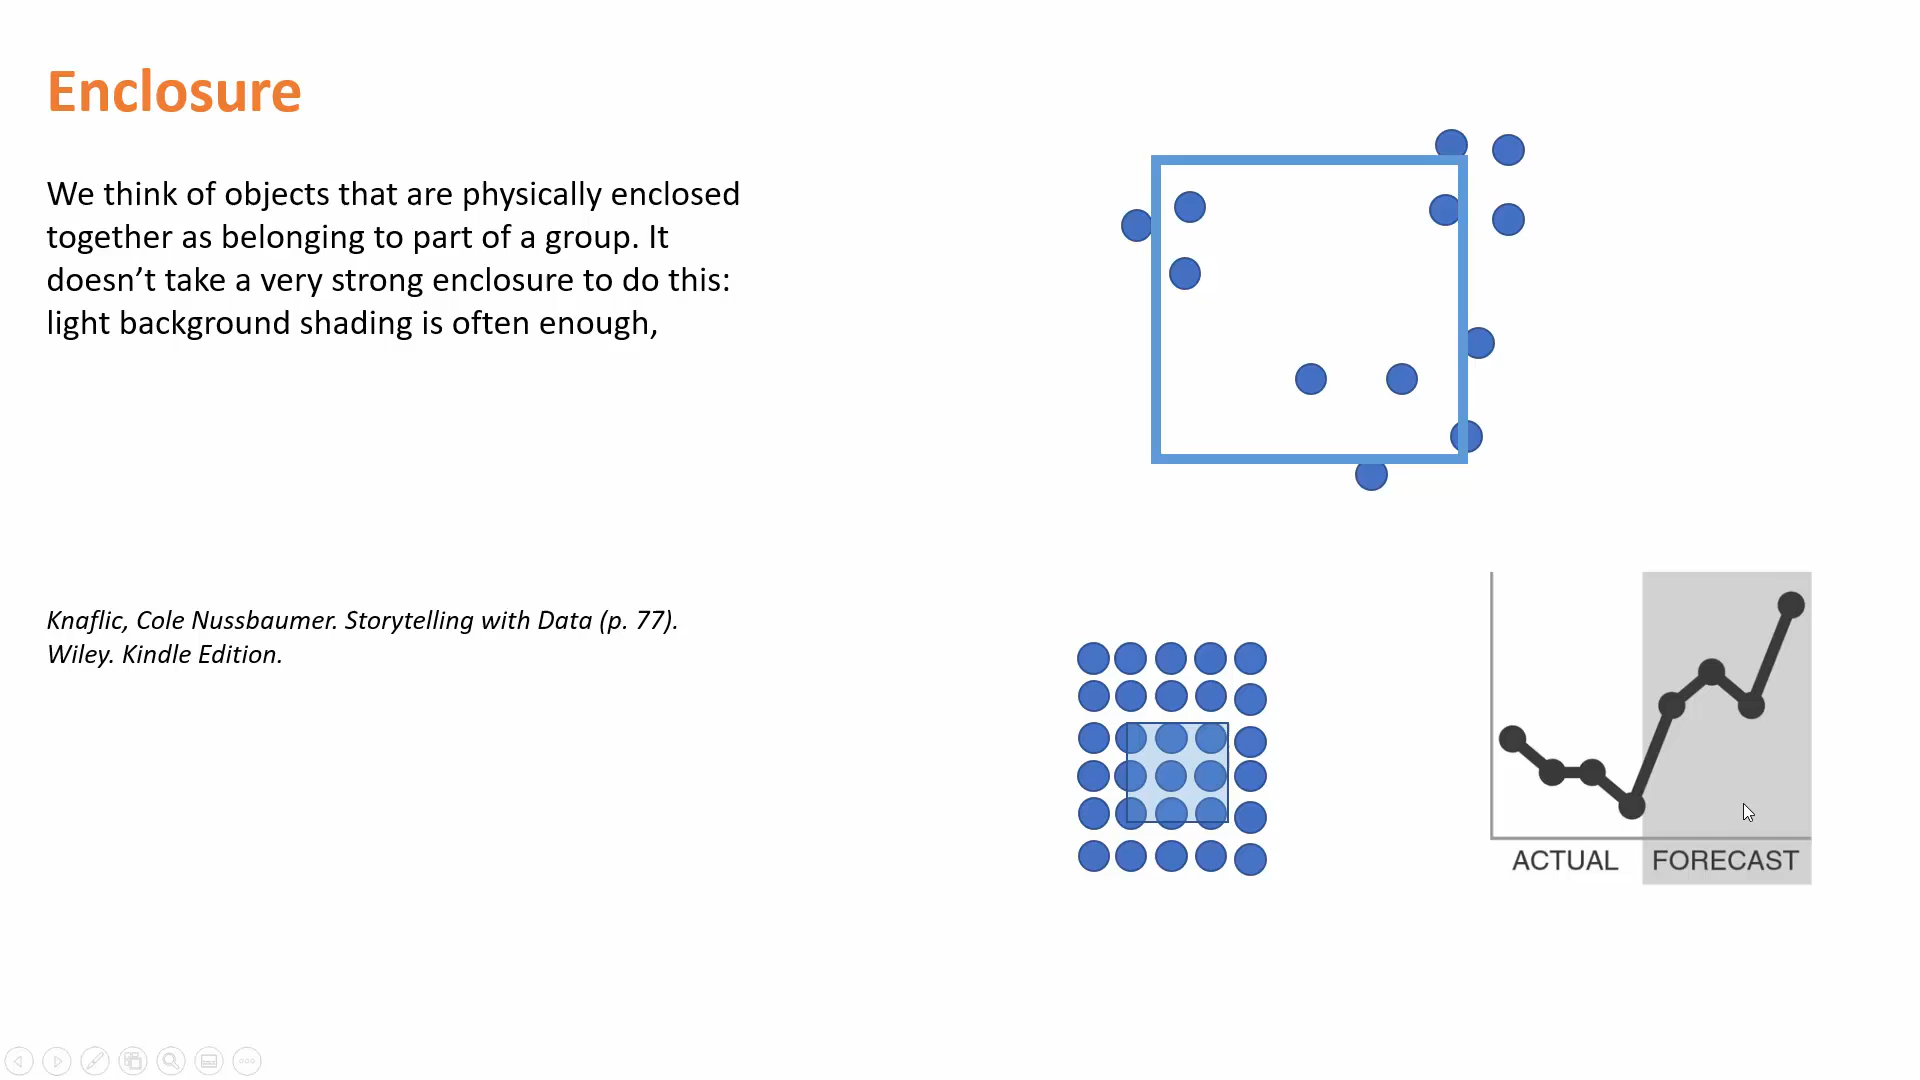 Enclosure
We think of objects that are physically enclosed
together as belonging to part of a group. It
doesn’t take a very strong enclosure to do this:
light background shading is often enough,
Knaflic, Cole Nussbaumer. Storytelling with Data (p. 77).
Wiley. Kindle Edition.
ACTUAL FORECAST